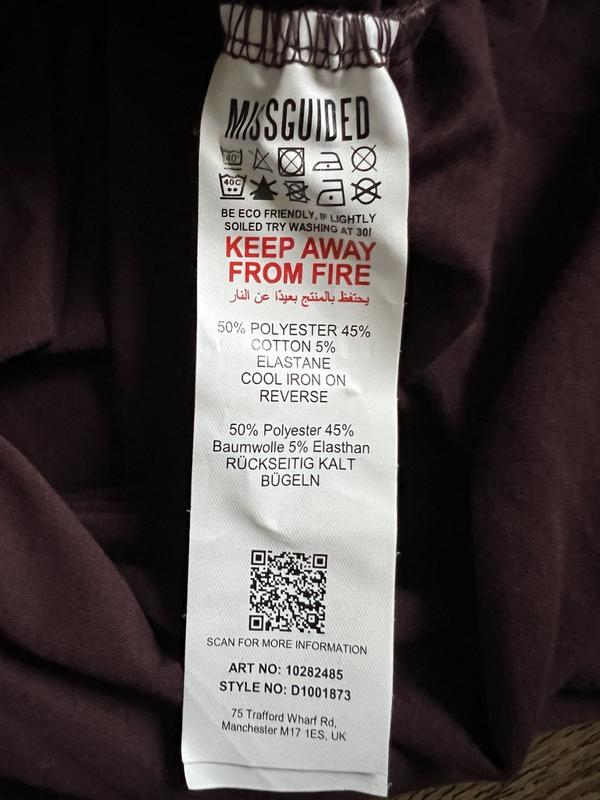 MISSGUIDED
40°
40C
BE ECO FRIENDLY, IF LIGHTLY
SOILED TRY WASHING AT 30!
KEEP AWAY
FROM FIRE
يحتفظ بالمنتج بعيدًا عن النار
50% POLYESTER 45%
COTTON 5%
ELASTANE
COOL IRON ON
REVERSE
50% Polyester 45%
Baumwolle 5% Elasthan
RÜCKSEITIG KALT
BÜGELN
SCAN FOR MORE INFORMATION
ART NO: 10282485
STYLE NO: D1001873
75 Trafford Wharf Rd,
Manchester M17 1ES, UK